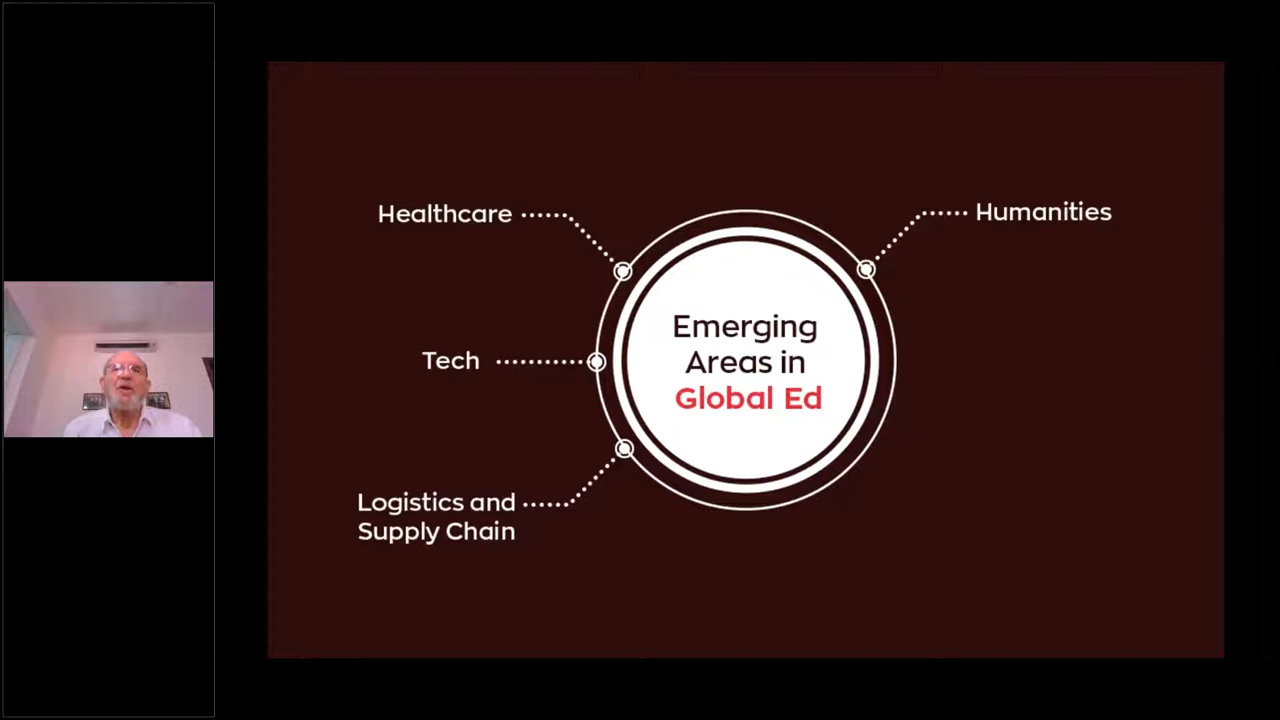 Healthcare
Humanities
Emerging
Areas in
Global Ed
Tech
Logistics and
Supply Chain